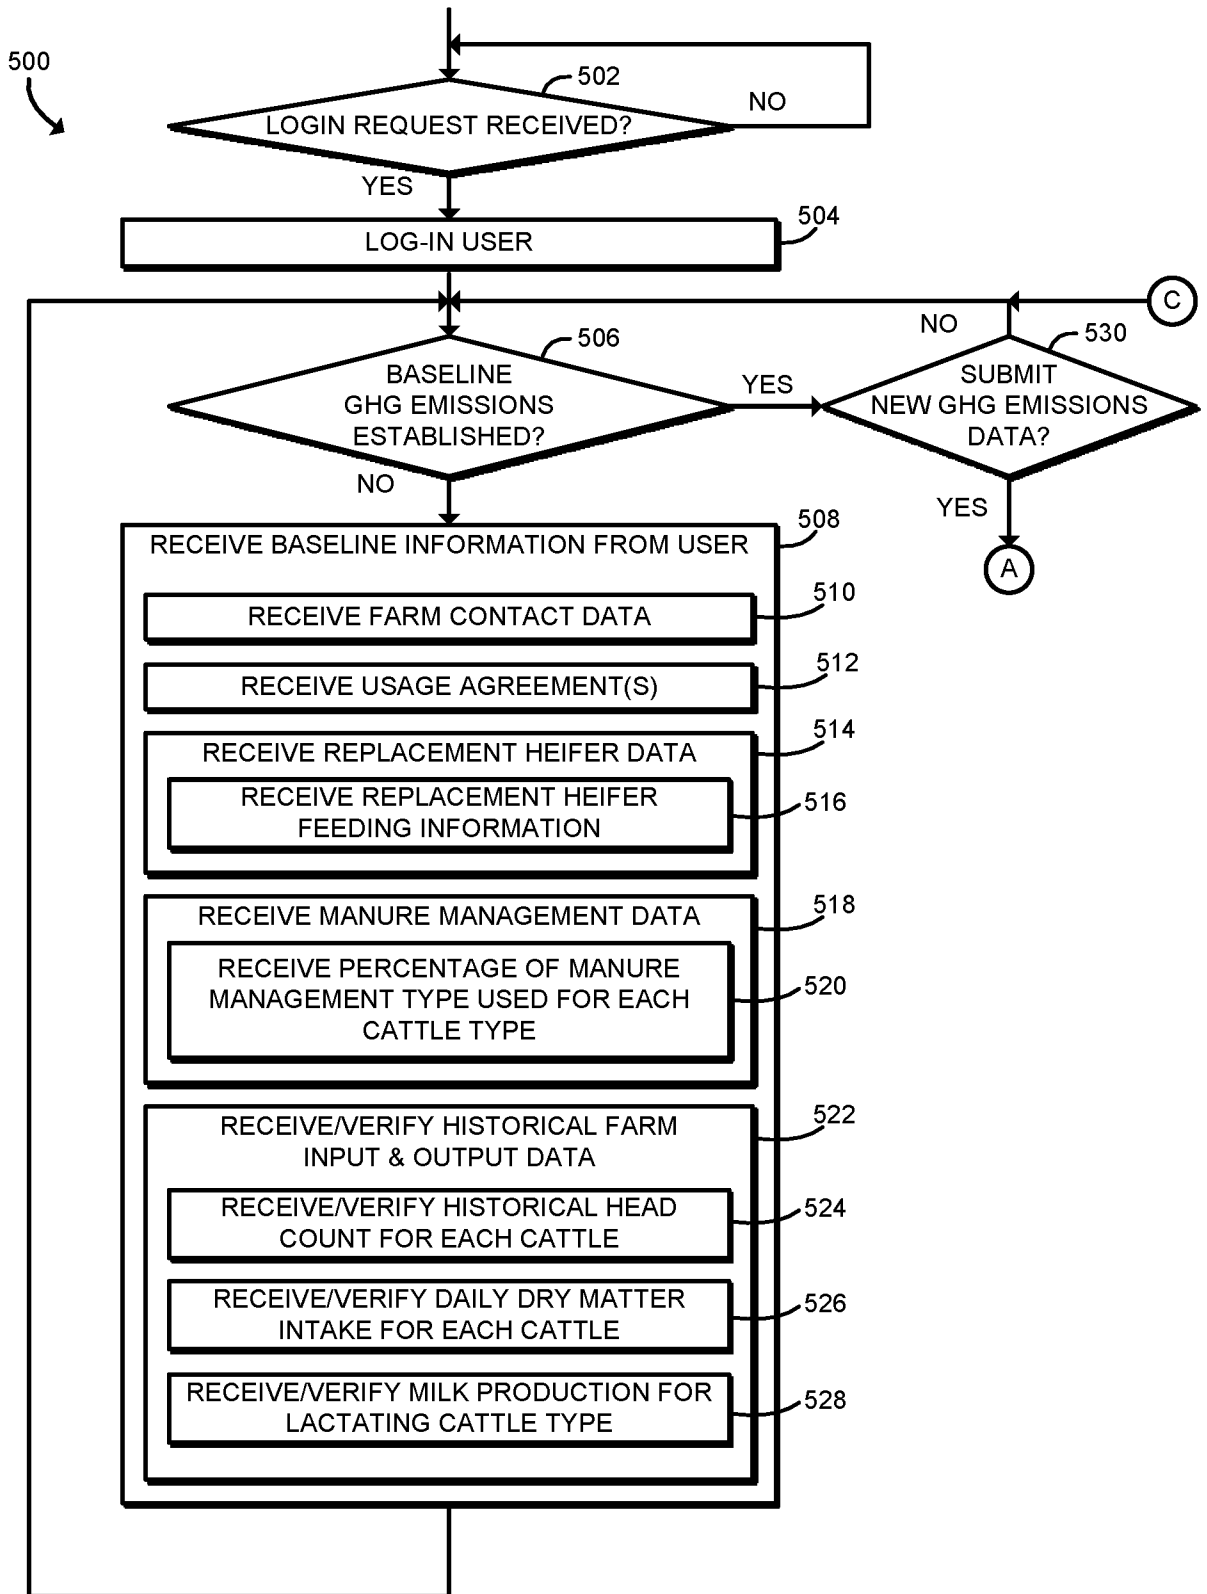 500
502
LOGIN REQUEST RECEIVED?
NO
YES
504
LOG-IN USER
C
506
BASELINE
GHG EMISSIONS
ESTABLISHED?
YES
NO
NO
530
SUBMIT
NEW GHG EMISSIONS
DATA?
YES
A
508
RECEIVE BASELINE INFORMATION FROM USER
510
RECEIVE FARM CONTACT DATA
512
RECEIVE USAGE AGREEMENT(S)
514
RECEIVE REPLACEMENT HEIFER DATA
RECEIVE REPLACEMENT HEIFER
FEEDING INFORMATION
516
518
RECEIVE MANURE MANAGEMENT DATA
RECEIVE PERCENTAGE OF MANURE
MANAGEMENT TYPE USED FOR EACH
CATTLE TYPE
520
522
RECEIVE/VERIFY HISTORICAL FARM
INPUT & OUTPUT DATA
RECEIVE/VERIFY HISTORICAL HEAD
COUNT FOR EACH CATTLE
524
RECEIVE/VERIFY DAILY DRY MATTER
INTAKE FOR EACH CATTLE
526
RECEIVE/VERIFY MILK PRODUCTION FOR
LACTATING CATTLE TYPE
528